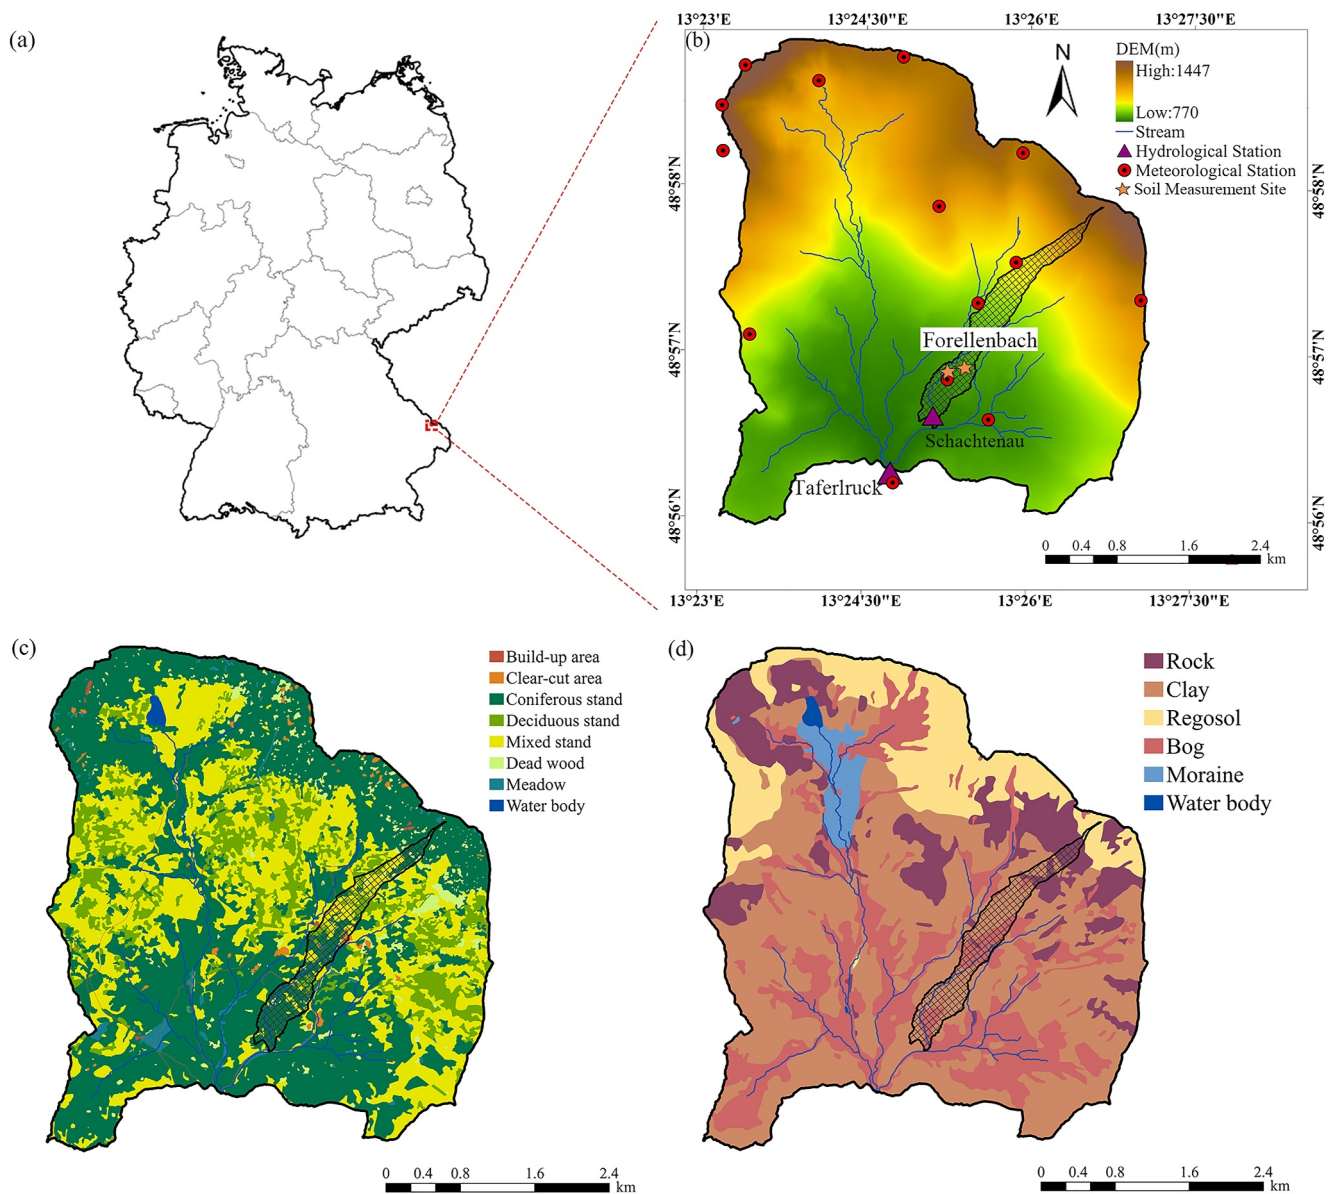 (a)
13°23'E 13°24'30"E 13°26'E 13°27'30"E
(b)
N
DEM(m)
High:1447
Low:770
Stream
Hydrological Station
Meteorological Station
Soil Measurement Site
48°58'N
48°58'N
48°57'N
48°57'N
48°56'N
48°56'N
Forellenbach
Schachtenau
Taferlruck
0 0.4 0.8 1.6 2.4
km
13°23'E 13°24'30"E 13°26'E 13°27'30"E
(c)
Build-up area
Clear-cut area
Coniferous stand
Deciduous stand
Mixed stand
Dead wood
Meadow
Water body
0 0.4 0.8 1.6 2.4
km
(d)
Rock
Clay
Regosol
Bog
Moraine
Water body
0 0.4 0.8 1.6 2.4
km